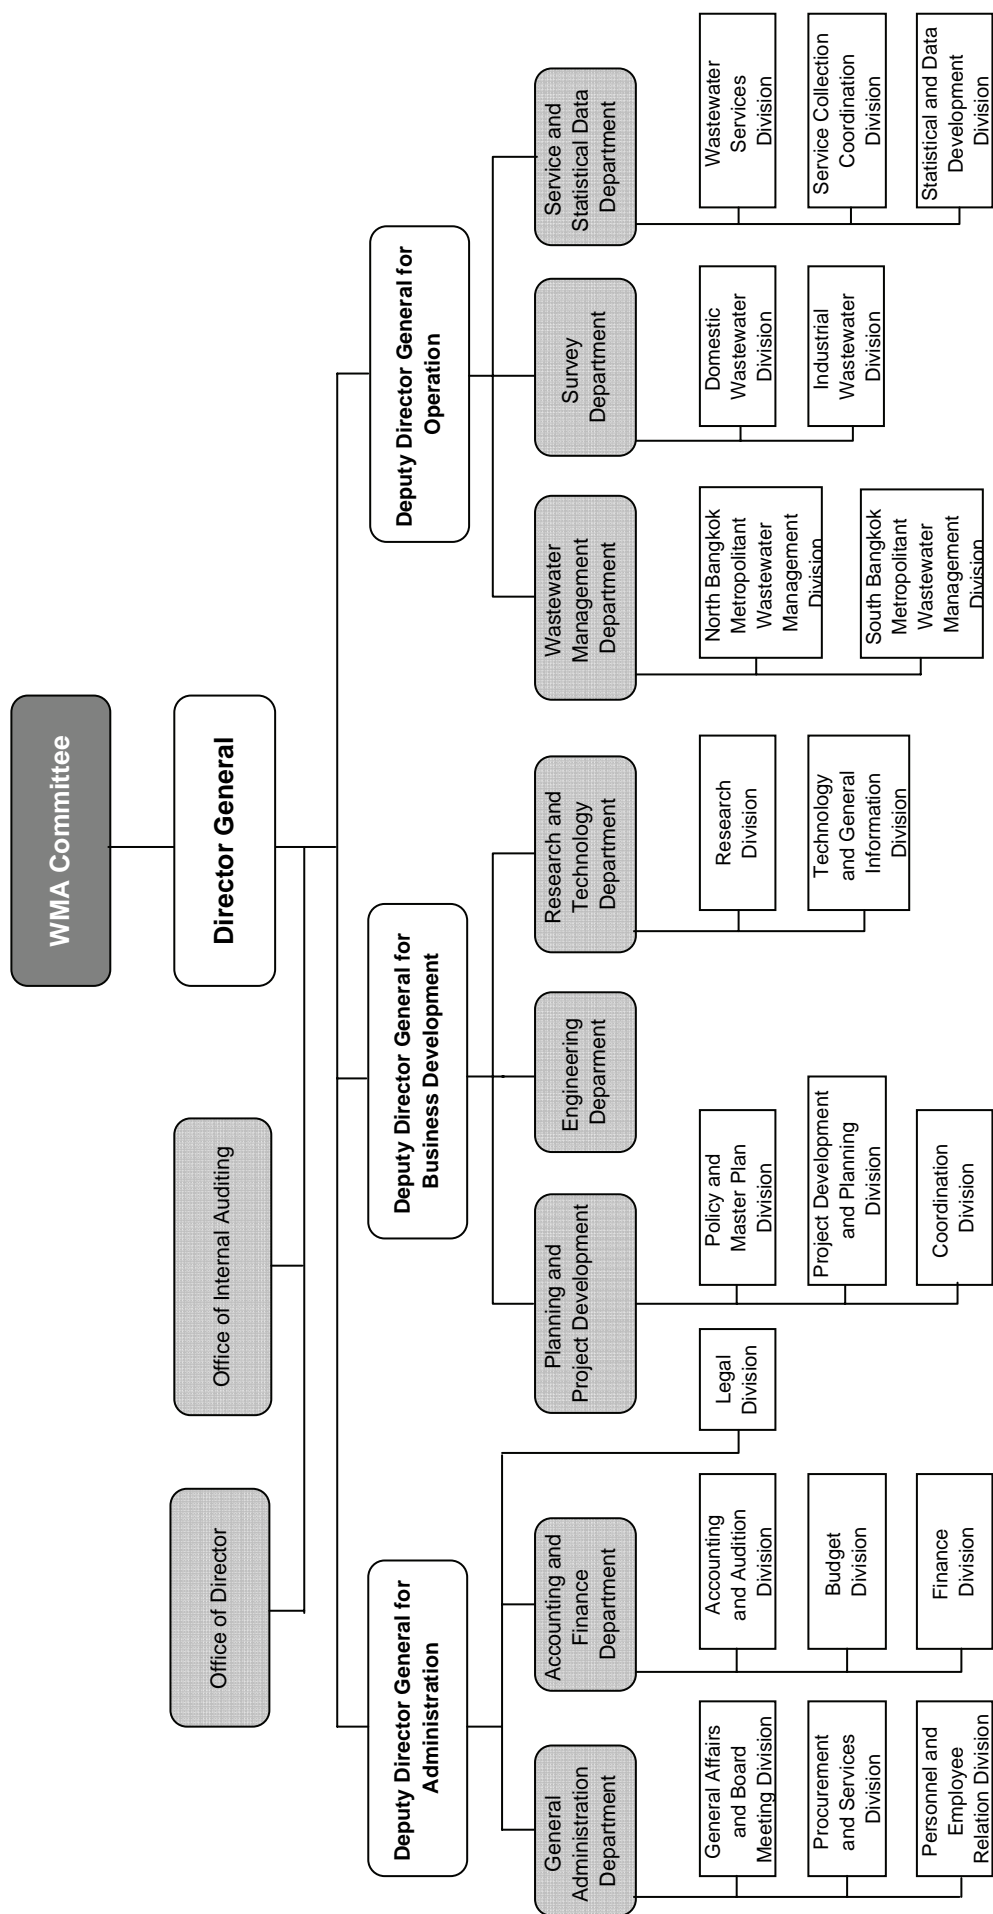 WMA Committee
Director General
Office of Director
Office of Internal Auditing
Deputy Director General for
Administration
Deputy Director General for
Business Development
Deputy Director General for
Operation
General
Administration
Department
Accounting and
Finance
Department
Planning and
Project Development
Engineering
Deparment
Research and
Technology
Department
Wastewater
Management
Department
Survey
Department
Service and
Statistical Data
Department
General Affairs
and Board
Meeting Division
Procurement
and Services
Division
Personnel and
Employee
Relation Division
Accounting
and Audition
Division
Budget
Division
Finance
Division
Legal
Division
Policy and
Master Plan
Division
Project Development
and Planning
Division
Coordination
Division
Research
Division
Technology
and General
Information
Division
North Bangkok
Metropolitant
Wastewater
Management
Division
South Bangkok
Metropolitant
Wastewater
Management
Division
Domestic
Wastewater
Division
Industrial
Wastewater
Division
Wastewater
Services
Division
Service Collection
Coordination
Division
Statistical and Data
Development
Division